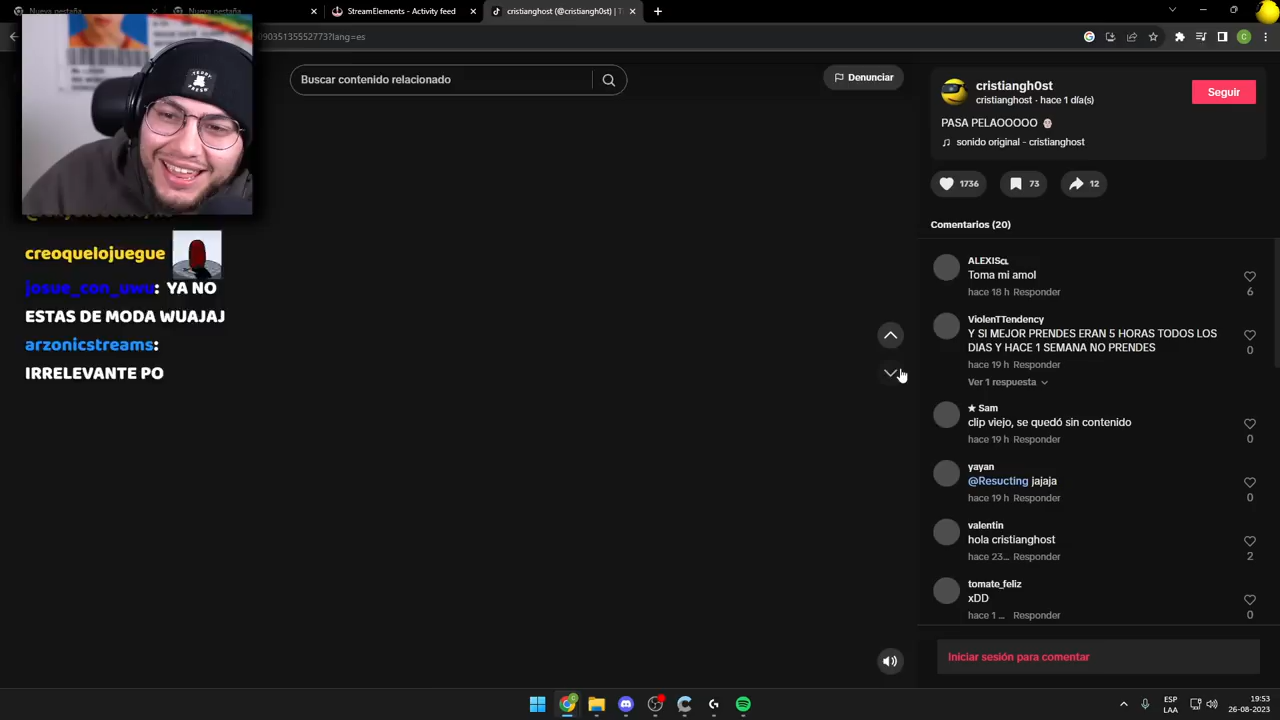 Nueva pestaña
Nueva pestaña
StreamElements - Activity feed
cristianghost (@cristiangh0st) | T
09035135552773?lang=es
Buscar contenido relacionado
Denunciar
cristiangh0st
cristianghost · hace 1 día(s)
Seguir
PASA PELAOOOOO
sonido original - cristianghost
1736
73
12
Comentarios (20)
creoquelojuegue
josue_con_uwu: YA NO
ESTAS DE MODA WUAJAJ
arzonicstreams:
IRRELEVANTE PO
ALEXIS
Toma mi amol
hace 18 h Responder
6
ViolenTTendency
Y SI MEJOR PRENDES ERAN 5 HORAS TODOS LOS
DIAS Y HACE 1 SEMANA NO PRENDES
0
hace 19 h Responder
Ver 1 respuesta
★ Sam
clip viejo, se quedó sin contenido
hace 19 h Responder
0
yayan
@Resucting jajaja
hace 19 h Responder
0
valentin
hola cristianghost
hace 23... Responder
2
tomate_feliz
xDD
hace 1 ... Responder
0
Iniciar sesión para comentar
ESP
LAA
19:53
26-08-2023